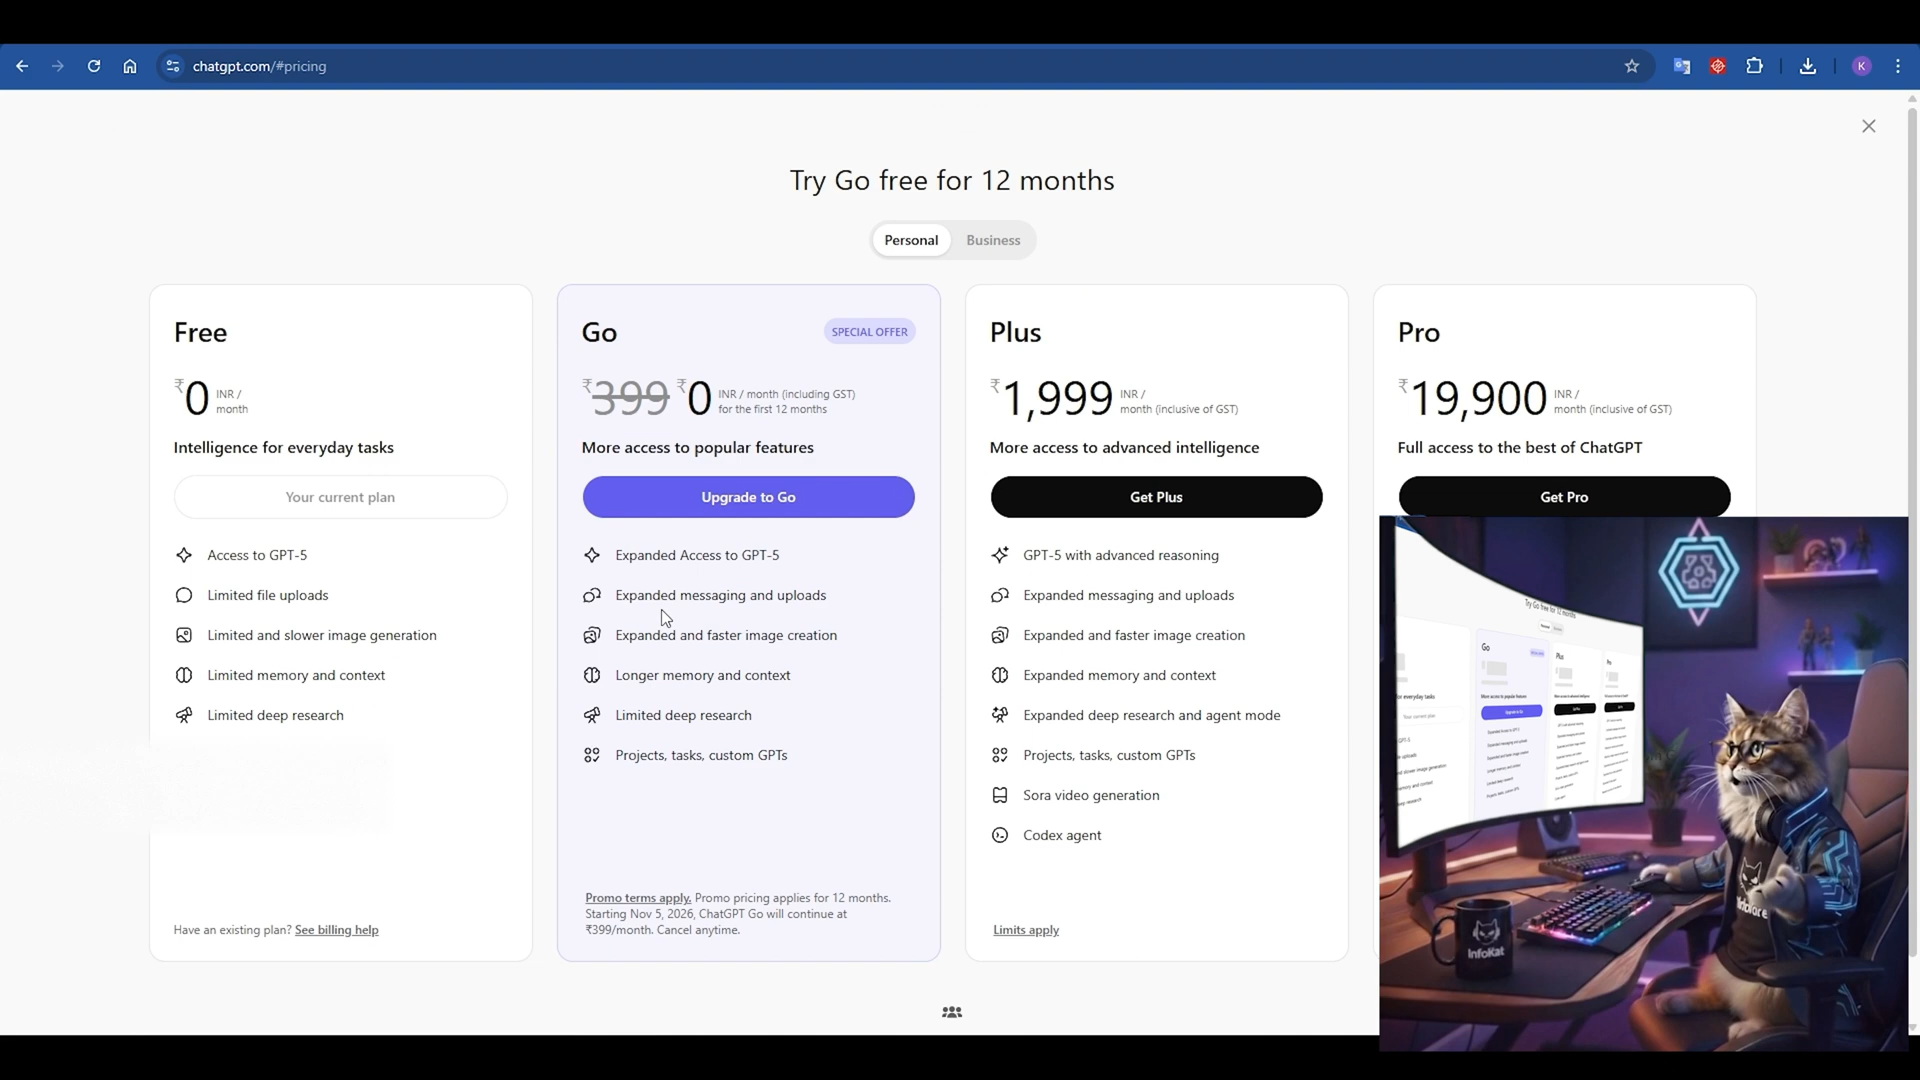 chatgpt.com/#pricing
K
Try Go free for 12 months
Personal Business
Free
₹0 INR /
month
Intelligence for everyday tasks
Your current plan
Access to GPT-5
Limited file uploads
Limited and slower image generation
Limited memory and context
Limited deep research
Have an existing plan? See billing help
Go
SPECIAL OFFER
₹399 ₹0 INR / month (including GST)
for the first 12 months
More access to popular features
Upgrade to Go
Expanded Access to GPT-5
Expanded messaging and uploads
Expanded and faster image creation
Longer memory and context
Limited deep research
Projects, tasks, custom GPTs
Promo terms apply. Promo pricing applies for 12 months.
Starting Nov 5, 2026, ChatGPT Go will continue at
₹399/month. Cancel anytime.
Plus
₹1,999 INR /
month (inclusive of GST)
More access to advanced intelligence
Get Plus
GPT-5 with advanced reasoning
Expanded messaging and uploads
Expanded and faster image creation
Expanded memory and context
Expanded deep research and agent mode
Projects, tasks, custom GPTs
Sora video generation
Codex agent
Limits apply
Pro
₹19,900 INR /
month (inclusive of GST)
Full access to the best of ChatGPT
Get Pro
Try Go free for 12 months
Go
Plus
Pro
InfoKat